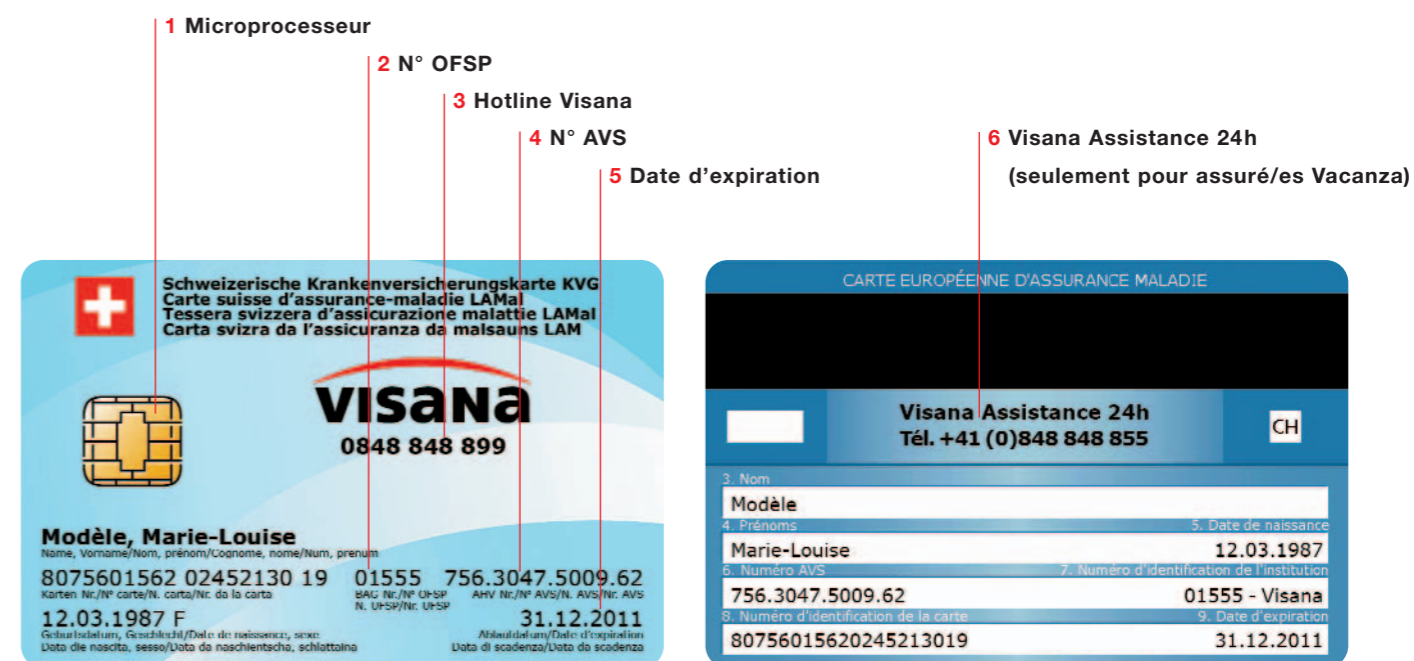 1 Microprocesseur
2 N° OFSP
3 Hotline Visana
4 N° AVS
5 Date d'expiration
6 Visana Assistance 24h
(seulement pour assuré/es Vacanza)
Schweizerische Krankenversicherungskarte KVG
Carte suisse d'assurance-maladie LAMal
Tessera svizzera d'assicurazione malattie LAMal
Carta svizra da l'assicuranza da malsauns LAM
VISANA
0848 848 899
Modèle, Marie-Louise
Name, Vorname/Nom, prénom/Cognome, nome/Num, prenum
8075601562 02452130 19 01555 756.3047.5009.62
Karten Nr./N° carte/N. carta/Nr. da la carta BAG Nr./N° OFSP AHV Nr./N° AVS/N. AVS/Nr. AVS
N. UFSP/Nr. UFSP
12.03.1987 F 31.12.2011
Geburtsdatum, Geschlecht/Date de naissance, sexe Ablaufdatum/Date d'expiration
Data die nascita, sesso/Data da naschientscha, schlattaina Data di scadenza/Data da scadenza
CARTE EUROPÉENNE D'ASSURANCE MALADIE
Visana Assistance 24h
Tél. +41 (0)848 848 855
CH
3. Nom
Modèle
4. Prénoms 5. Date de naissance
Marie-Louise 12.03.1987
6. Numéro AVS 7. Numéro d'identification de l'institution
756.3047.5009.62 01555 - Visana
8. Numéro d'identification de la carte 9. Date d'expiration
80756015620245213019 31.12.2011